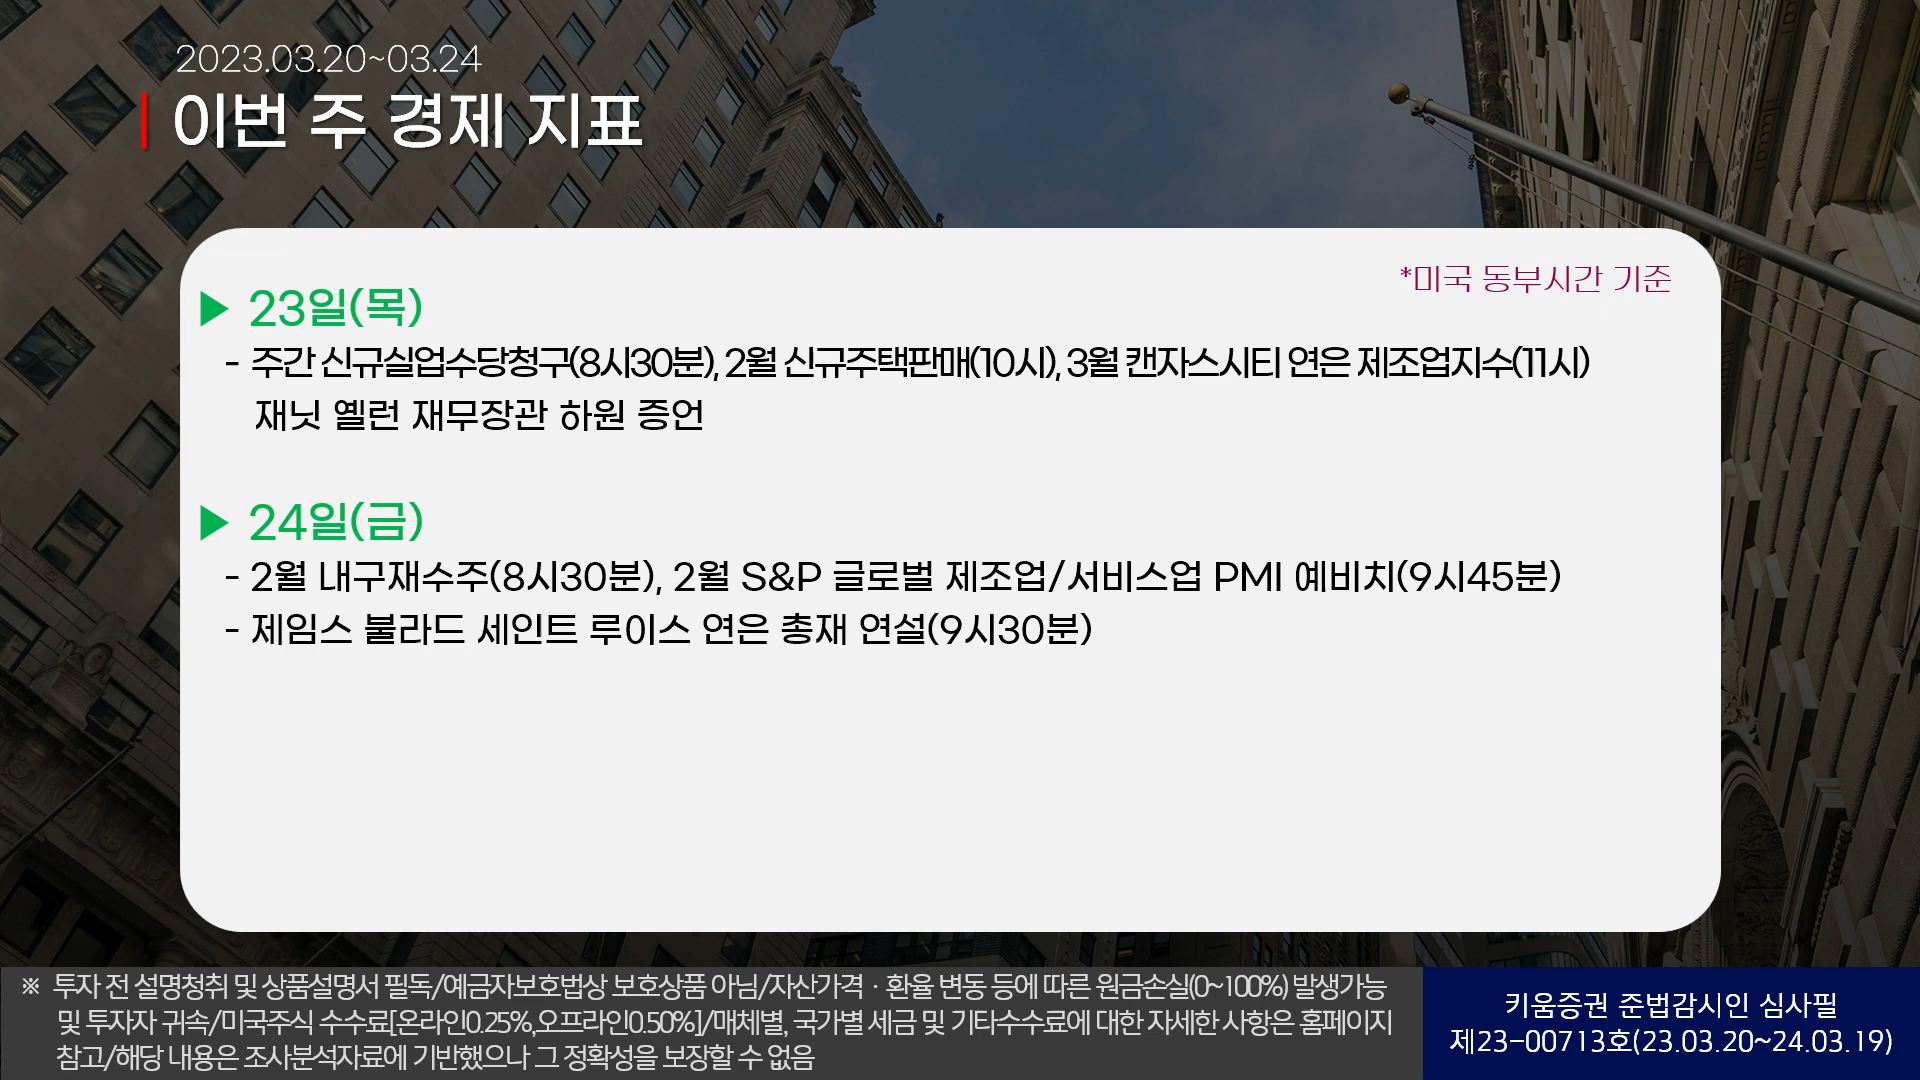 2023.03.20~03.24
이번 주 경제 지표
*미국 동부시간 기준
▶ 23일(목)
- 주간 신규실업수당청구(8시30분), 2월 신규주택판매(10시), 3월 캔자스시티 연은 제조업지수(11시)
재닛 옐런 재무장관 하원 증언
▶ 24일(금)
- 2월 내구재수주(8시30분), 2월 S&P 글로벌 제조업/서비스업 PMI 예비치(9시45분)
- 제임스 불라드 세인트 루이스 연은 총재 연설(9시30분)
※ 투자 전 설명청취 및 상품설명서 필독/예금자보호법상 보호상품 아님/자산가격 · 환율 변동 등에 따른 원금손실(0~100%) 발생가능
및 투자자 귀속/미국주식 수수료[온라인0.25%,오프라인0.50%]/매체별, 국가별 세금 및 기타수수료에 대한 자세한 사항은 홈페이지
참고/해당 내용은 조사분석자료에 기반했으나 그 정확성을 보장할 수 없음
키움증권 준법감시인 심사필
제23-00713호(23.03.20~24.03.19)